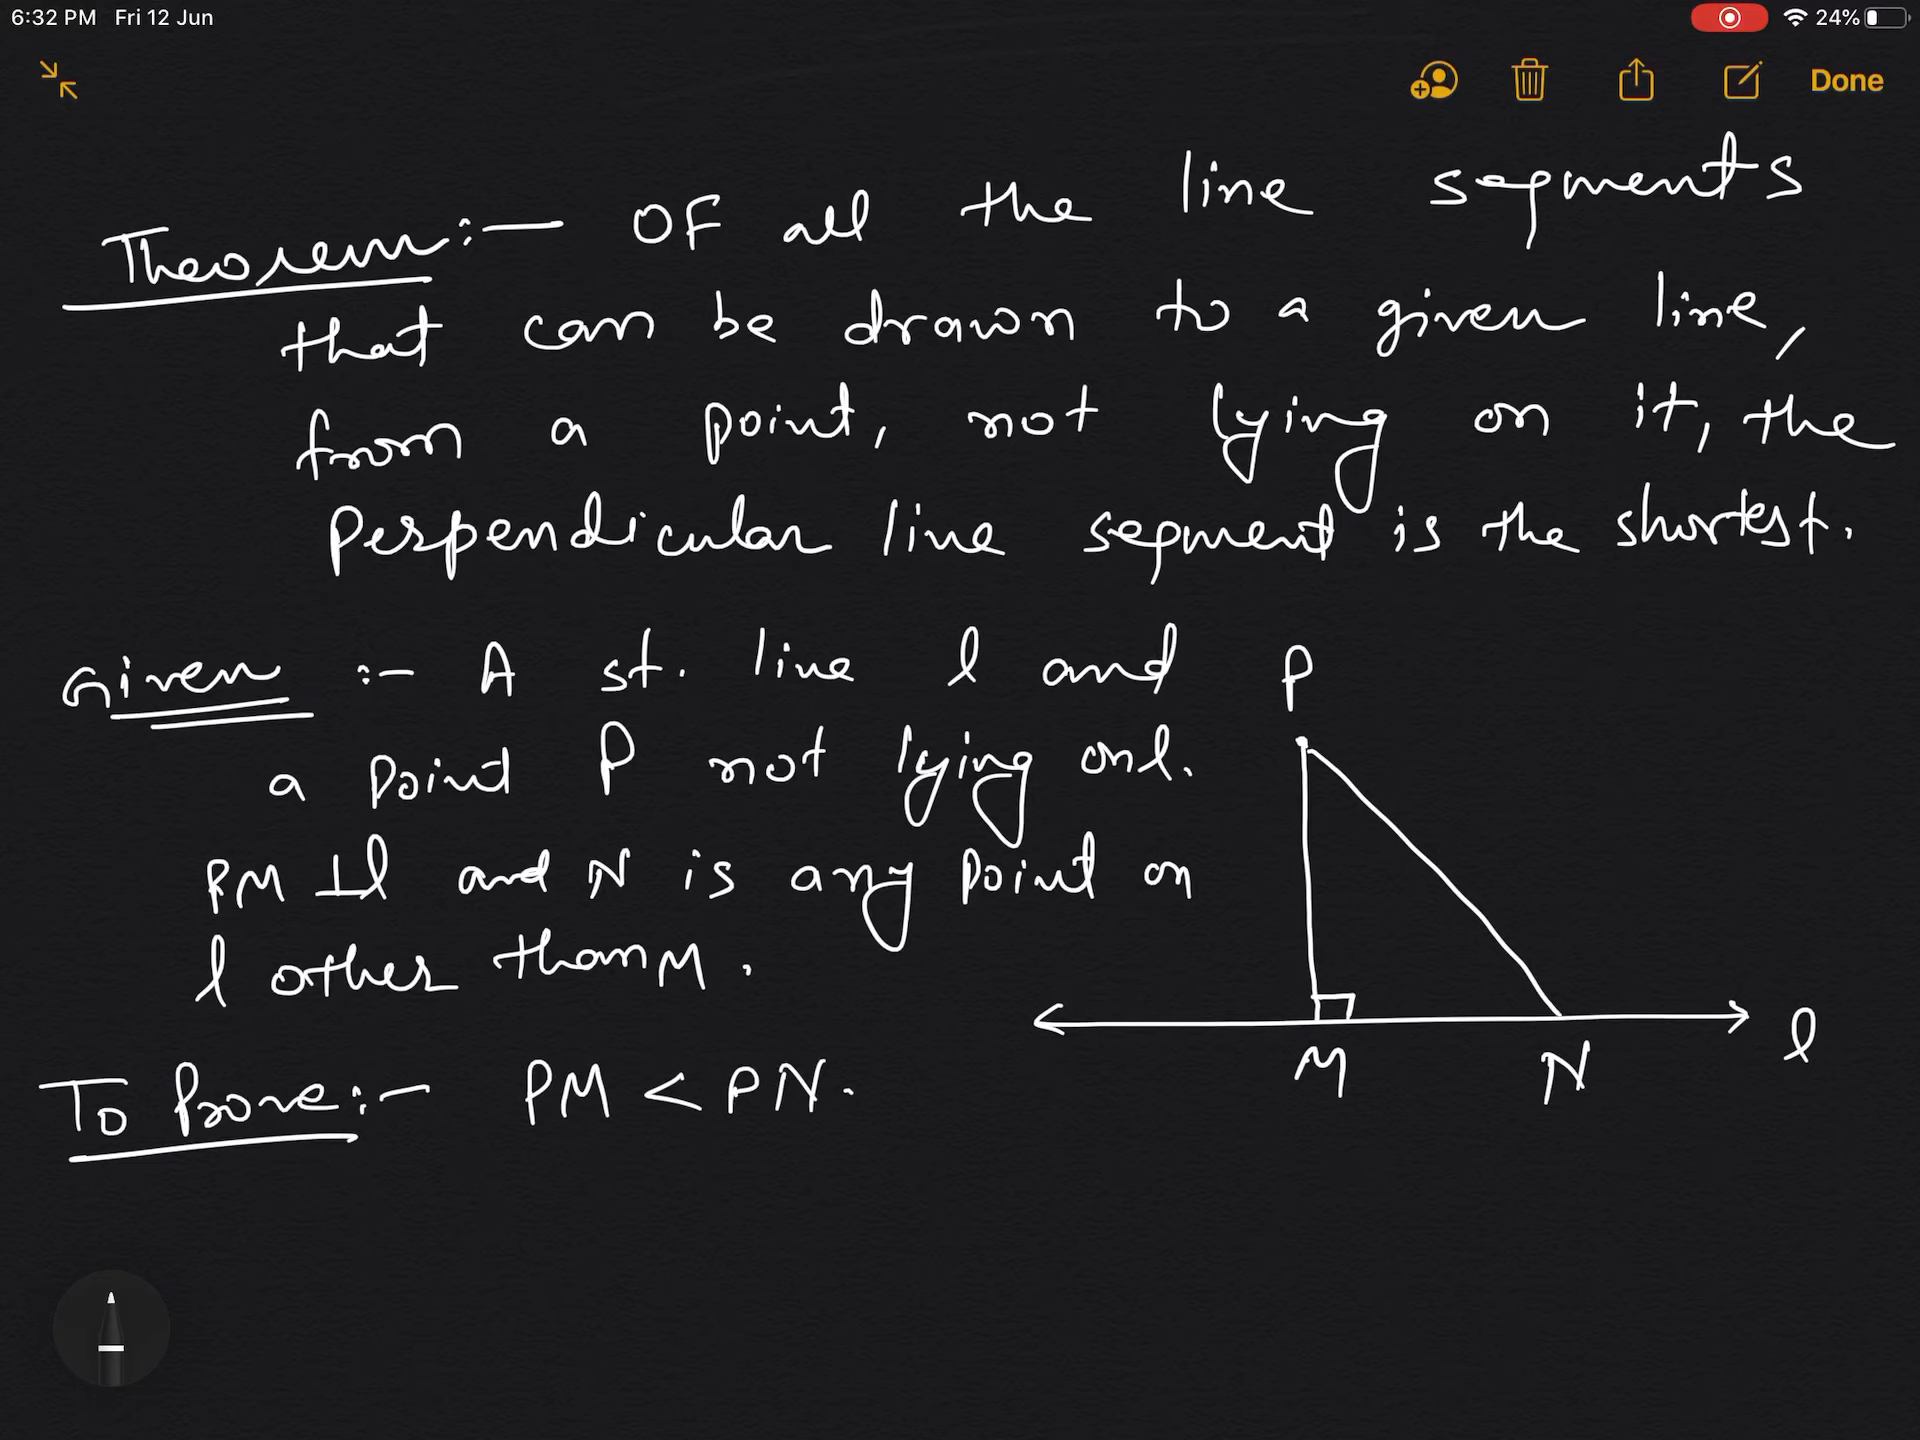 6:32 PM Fri 12 Jun 24%
Done
Theorem:— OF all the line segments
that can be drawn to a given line,
from a point, not lying on it, the
Perpendicular line segment is the shortest.
Given :- A st. line l and
a Point P not lying on l.
PM ⊥ l and N is any Point on
l other than M.
To Prove:- PM < PN.
P
M N l